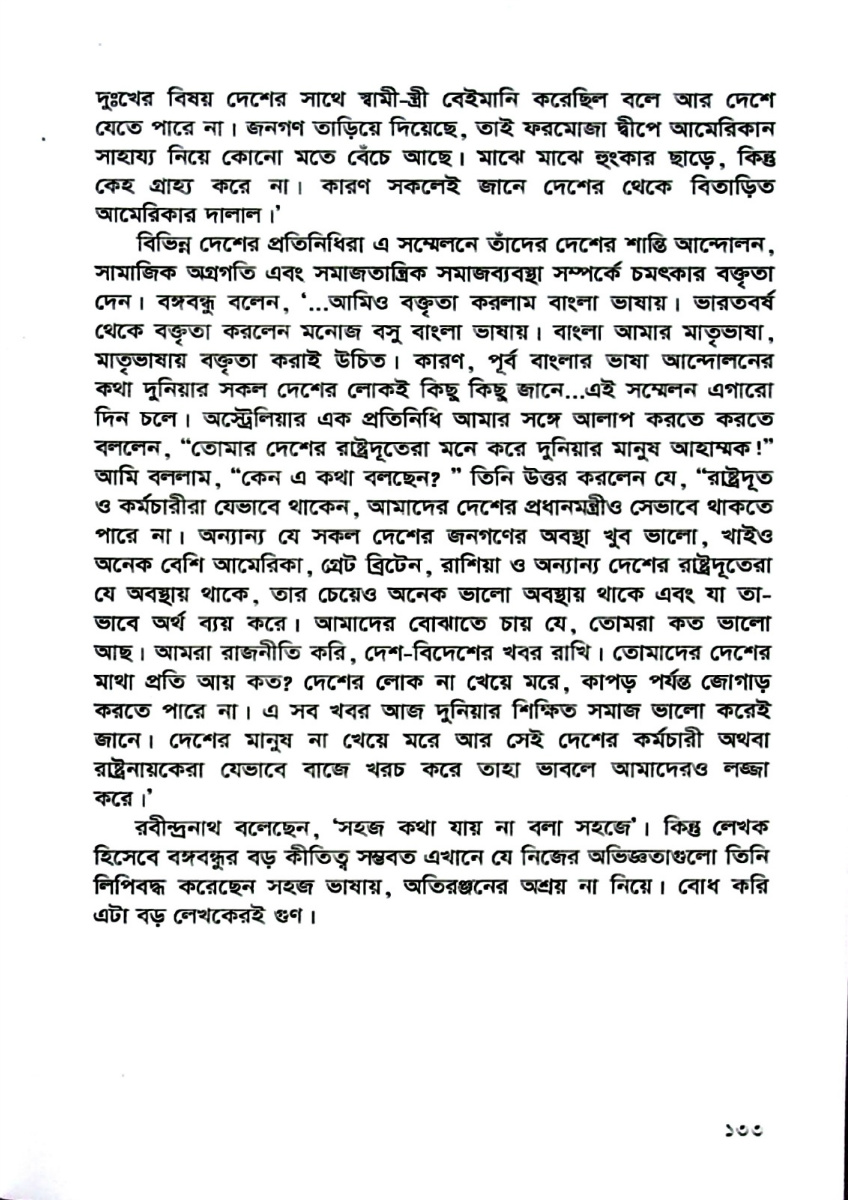 দুঃখের বিষয় দেশের সাথে স্বামী-স্ত্রী বেইমানি করেছিল বলে আর দেশে
যেতে পারে না। জনগণ তাড়িয়ে দিয়েছে, তাই ফরমোজা দ্বীপে আমেরিকান
সাহায্য নিয়ে কোনো মতে বেঁচে আছে। মাঝে মাঝে হুংকার ছাড়ে, কিন্তু
কেহ গ্রাহ্য করে না। কারণ সকলেই জানে দেশের থেকে বিতাড়িত
আমেরিকার দালাল।’
বিভিন্ন দেশের প্রতিনিধিরা এ সম্মেলনে তাঁদের দেশের শান্তি আন্দোলন,
সামাজিক অগ্রগতি এবং সমাজতান্ত্রিক সমাজব্যবস্থা সম্পর্কে চমৎকার বক্তৃতা
দেন। বঙ্গবন্ধু বলেন, ‘...আমিও বক্তৃতা করলাম বাংলা ভাষায়। ভারতবর্ষ
থেকে বক্তৃতা করলেন মনোজ বসু বাংলা ভাষায়। বাংলা আমার মাতৃভাষা,
মাতৃভাষায় বক্তৃতা করাই উচিত। কারণ, পূর্ব বাংলার ভাষা আন্দোলনের
কথা দুনিয়ার সকল দেশের লোকই কিছু কিছু জানে...এই সম্মেলন এগারো
দিন চলে। অস্ট্রেলিয়ার এক প্রতিনিধি আমার সঙ্গে আলাপ করতে করতে
বললেন, “তোমার দেশের রাষ্ট্রদূতেরা মনে করে দুনিয়ার মানুষ আহাম্মক!”
আমি বললাম, “কেন এ কথা বলছেন? ” তিনি উত্তর করলেন যে, “রাষ্ট্রদূত
ও কর্মচারীরা যেভাবে থাকেন, আমাদের দেশের প্রধানমন্ত্রীও সেভাবে থাকতে
পারে না। অন্যান্য যে সকল দেশের জনগণের অবস্থা খুব ভালো, খাইও
অনেক বেশি আমেরিকা, গ্রেট ব্রিটেন, রাশিয়া ও অন্যান্য দেশের রাষ্ট্রদূতেরা
যে অবস্থায় থাকে, তার চেয়েও অনেক ভালো অবস্থায় থাকে এবং যা তা-
ভাবে অর্থ ব্যয় করে। আমাদের বোঝাতে চায় যে, তোমরা কত ভালো
আছ। আমরা রাজনীতি করি, দেশ-বিদেশের খবর রাখি। তোমাদের দেশের
মাথা প্রতি আয় কত? দেশের লোক না খেয়ে মরে, কাপড় পর্যন্ত জোগাড়
করতে পারে না। এ সব খবর আজ দুনিয়ার শিক্ষিত সমাজ ভালো করেই
জানে। দেশের মানুষ না খেয়ে মরে আর সেই দেশের কর্মচারী অথবা
রাষ্ট্রনায়কেরা যেভাবে বাজে খরচ করে তাহা ভাবলে আমাদেরও লজ্জা
করে।’
রবীন্দ্রনাথ বলেছেন, ‘সহজ কথা যায় না বলা সহজে’। কিন্তু লেখক
হিসেবে বঙ্গবন্ধুর বড় কীতিত্ব সম্ভবত এখানে যে নিজের অভিজ্ঞতাগুলো তিনি
লিপিবদ্ধ করেছেন সহজ ভাষায়, অতিরঞ্জনের অশ্রয় না নিয়ে। বোধ করি
এটা বড় লেখকেরই গুণ।
১৩৩